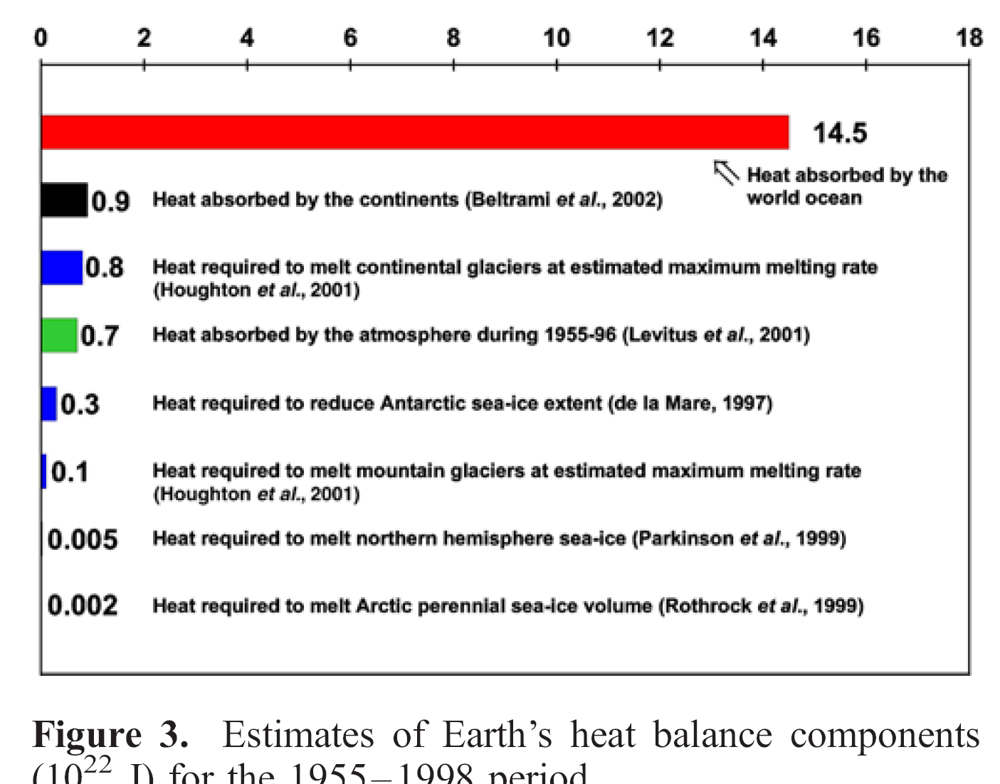 0 2 4 6 8 10 12 14 16 18
14.5
Heat absorbed by the
world ocean
0.9 Heat absorbed by the continents (Beltrami et al., 2002)
0.8 Heat required to melt continental glaciers at estimated maximum melting rate
(Houghton et al., 2001)
0.7 Heat absorbed by the atmosphere during 1955-96 (Levitus et al., 2001)
0.3 Heat required to reduce Antarctic sea-ice extent (de la Mare, 1997)
0.1 Heat required to melt mountain glaciers at estimated maximum melting rate
(Houghton et al., 2001)
0.005 Heat required to melt northern hemisphere sea-ice (Parkinson et al., 1999)
0.002 Heat required to melt Arctic perennial sea-ice volume (Rothrock et al., 1999)
Figure 3. Estimates of Earth’s heat balance components
(10²² J) for the 1955–1998 period